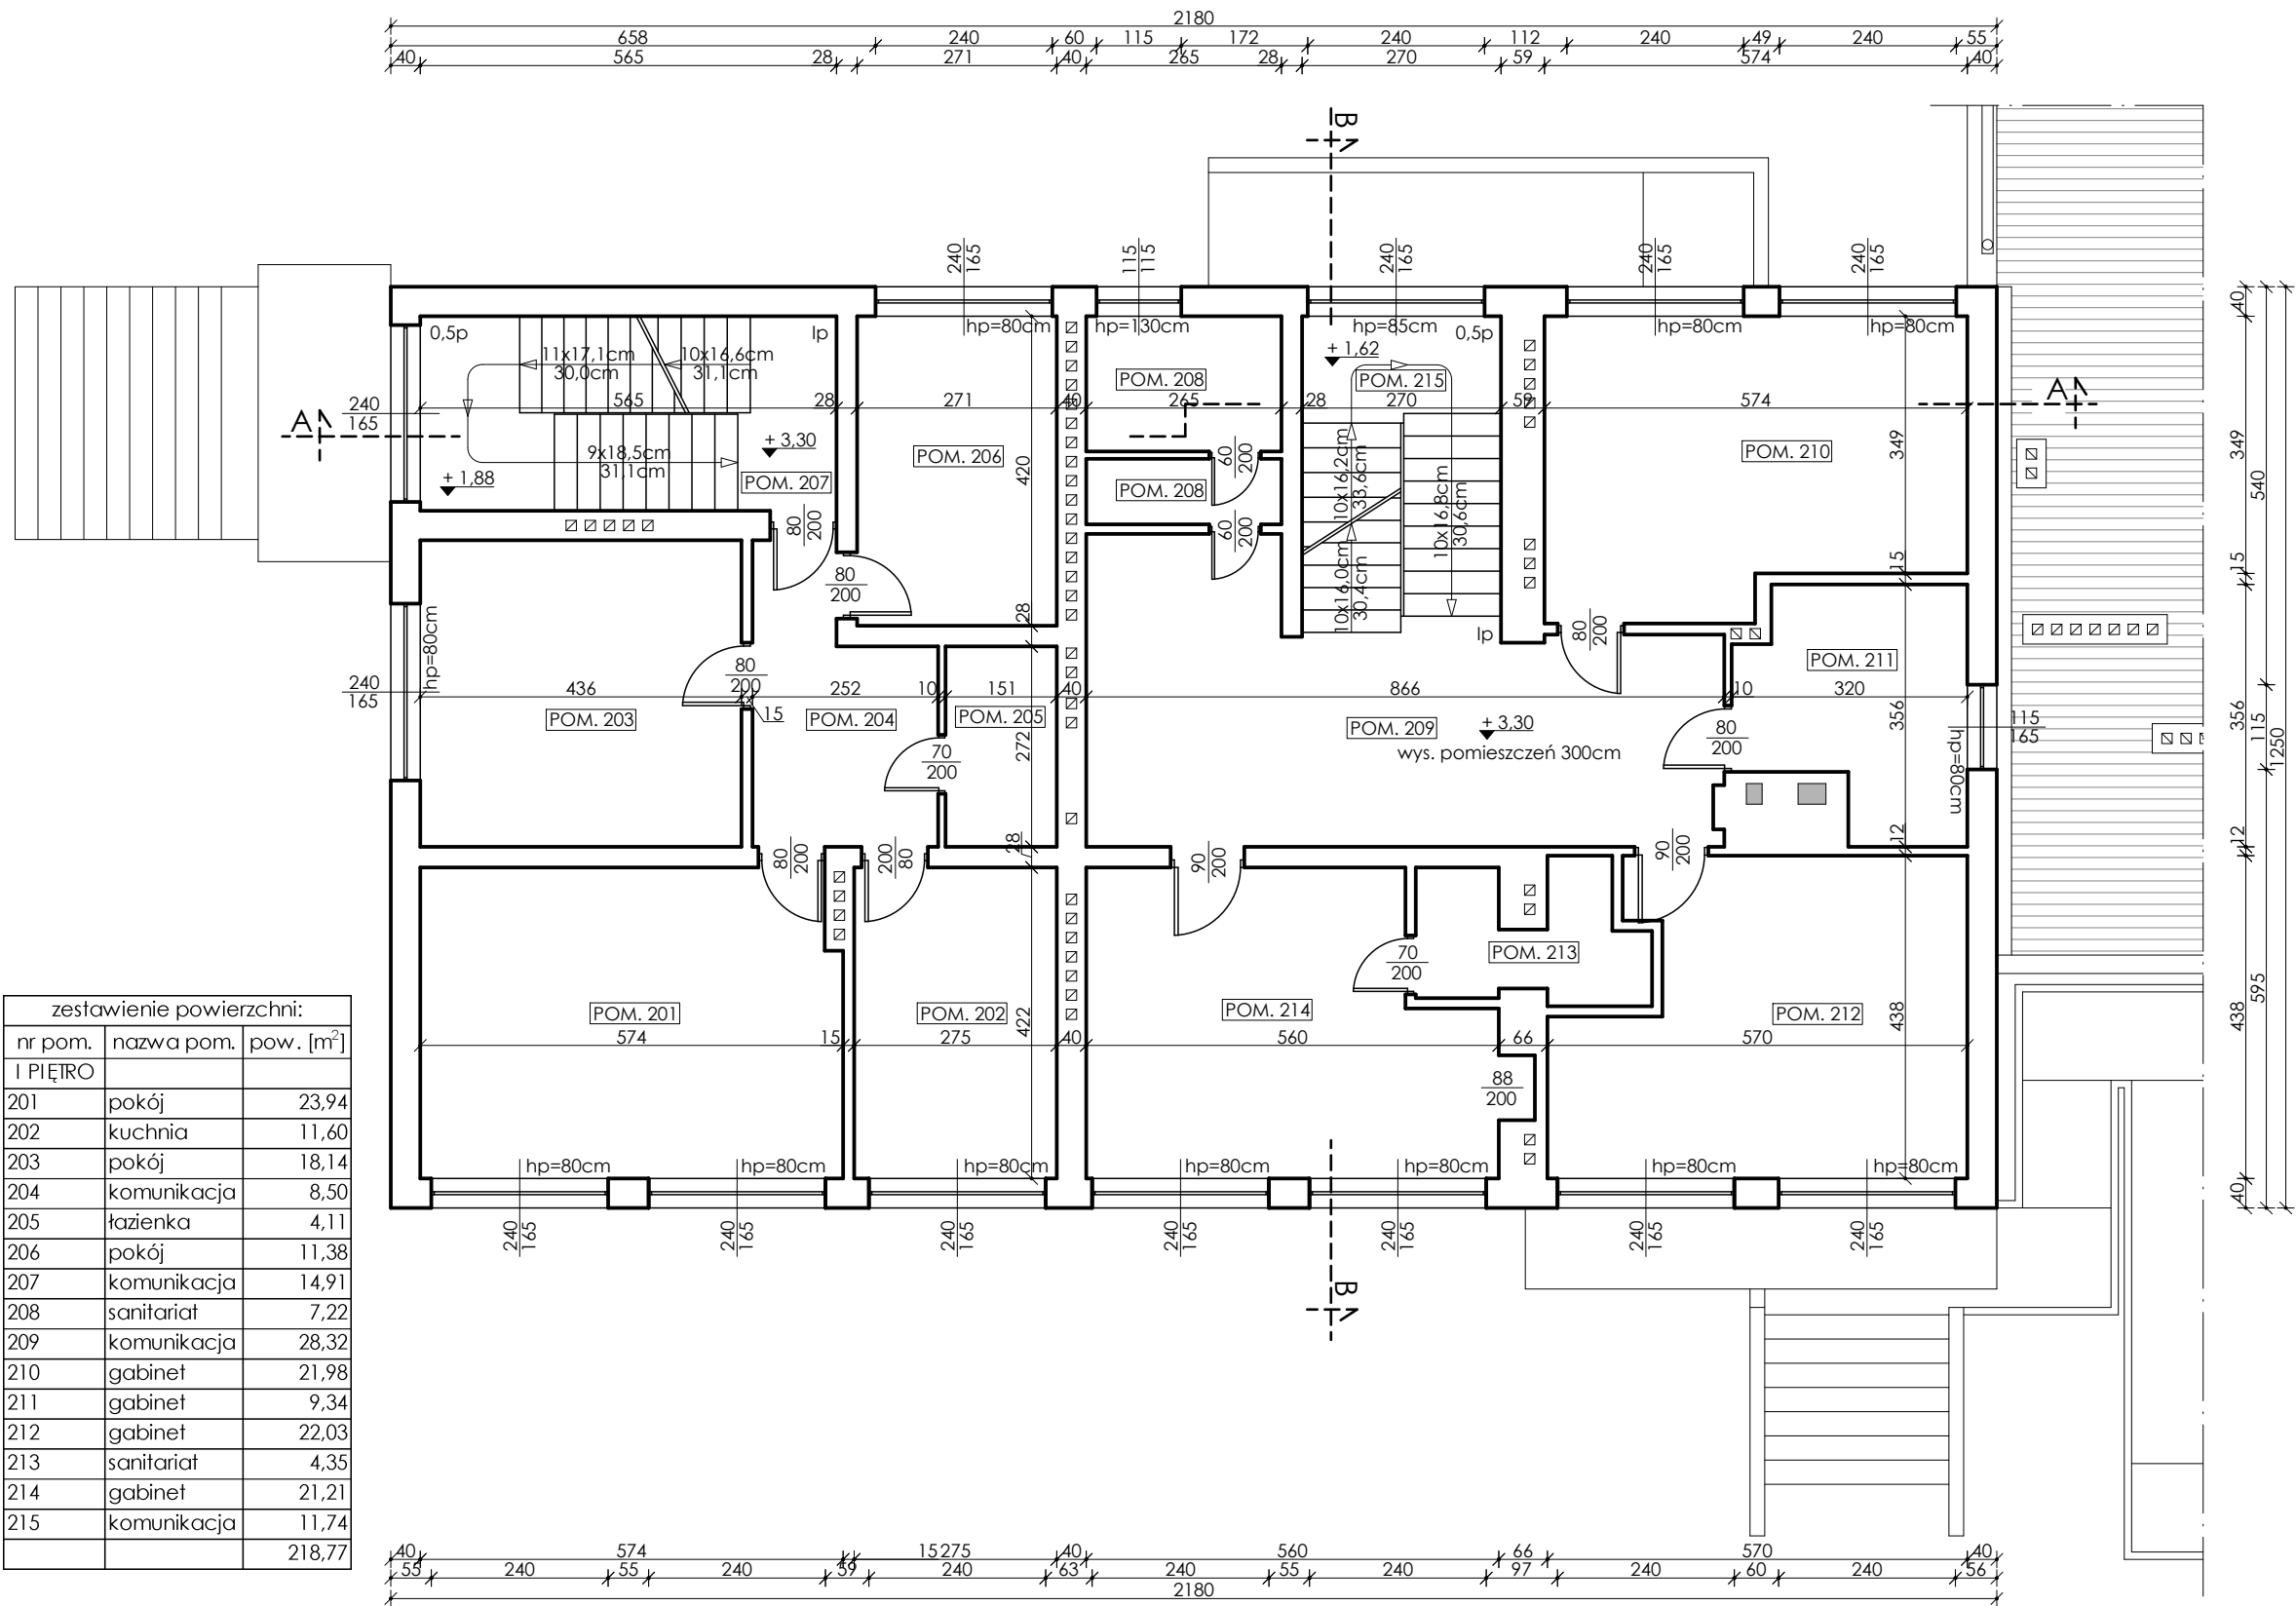 2180
658 240 60 115 172 240 112 240 49 240 55
40 565 28 271 40 265 28 270 59 574 40
B
240
165
115
115
240
165
240
165
240
165
0,5p
Ip
hp=80cm
hp=130cm
hp=85cm
0,5p
hp=80cm
hp=80cm
11x17,1cm
30,0cm
10x16,6cm
31,1cm
+ 1,62
POM. 208
POM. 215
A
240
165
565 28 271 40 265 28 270 59 574
A
9x18,5cm
31,1cm
+ 3,30
+ 1,88
POM. 207
POM. 206
420
POM. 208
60
200
10x16,2cm
33,6cm
10x16,8cm
30,6cm
POM. 210
349
80
200
60
200
10x16,0cm
30,4cm
15
80
200
28
Ip
80
200
hp=80cm
240
165
80
200
POM. 211
436 15 252 10 151 40 866 10 320
POM. 203
POM. 204
POM. 205
272
70
200
POM. 209
+ 3,30
wys. pomieszczeń 300cm
80
200
356
115
165
hp=80cm
28
12
80
200
200
80
90
200
90
200
70
200
POM. 213
POM. 201
POM. 202
422
POM. 214
POM. 212
438
574 15 275 40 560 66 570
88
200
hp=80cm
hp=80cm
hp=80cm
hp=80cm
hp=80cm
hp=80cm
hp=80cm
240
165
240
165
240
165
240
165
240
165
240
165
240
165
B
40
349
15
356
12
438
40
540
115
595
1250
zestawienie powierzchni:
nr pom. nazwa pom. pow. [m²]
I PIĘTRO
201 pokój 23,94
202 kuchnia 11,60
203 pokój 18,14
204 komunikacja 8,50
205 łazienka 4,11
206 pokój 11,38
207 komunikacja 14,91
208 sanitariat 7,22
209 komunikacja 28,32
210 gabinet 21,98
211 gabinet 9,34
212 gabinet 22,03
213 sanitariat 4,35
214 gabinet 21,21
215 komunikacja 11,74
218,77
40 574 15 275 40 560 66 570 40
55 240 55 240 59 240 63 240 55 240 97 240 60 240 56
2180